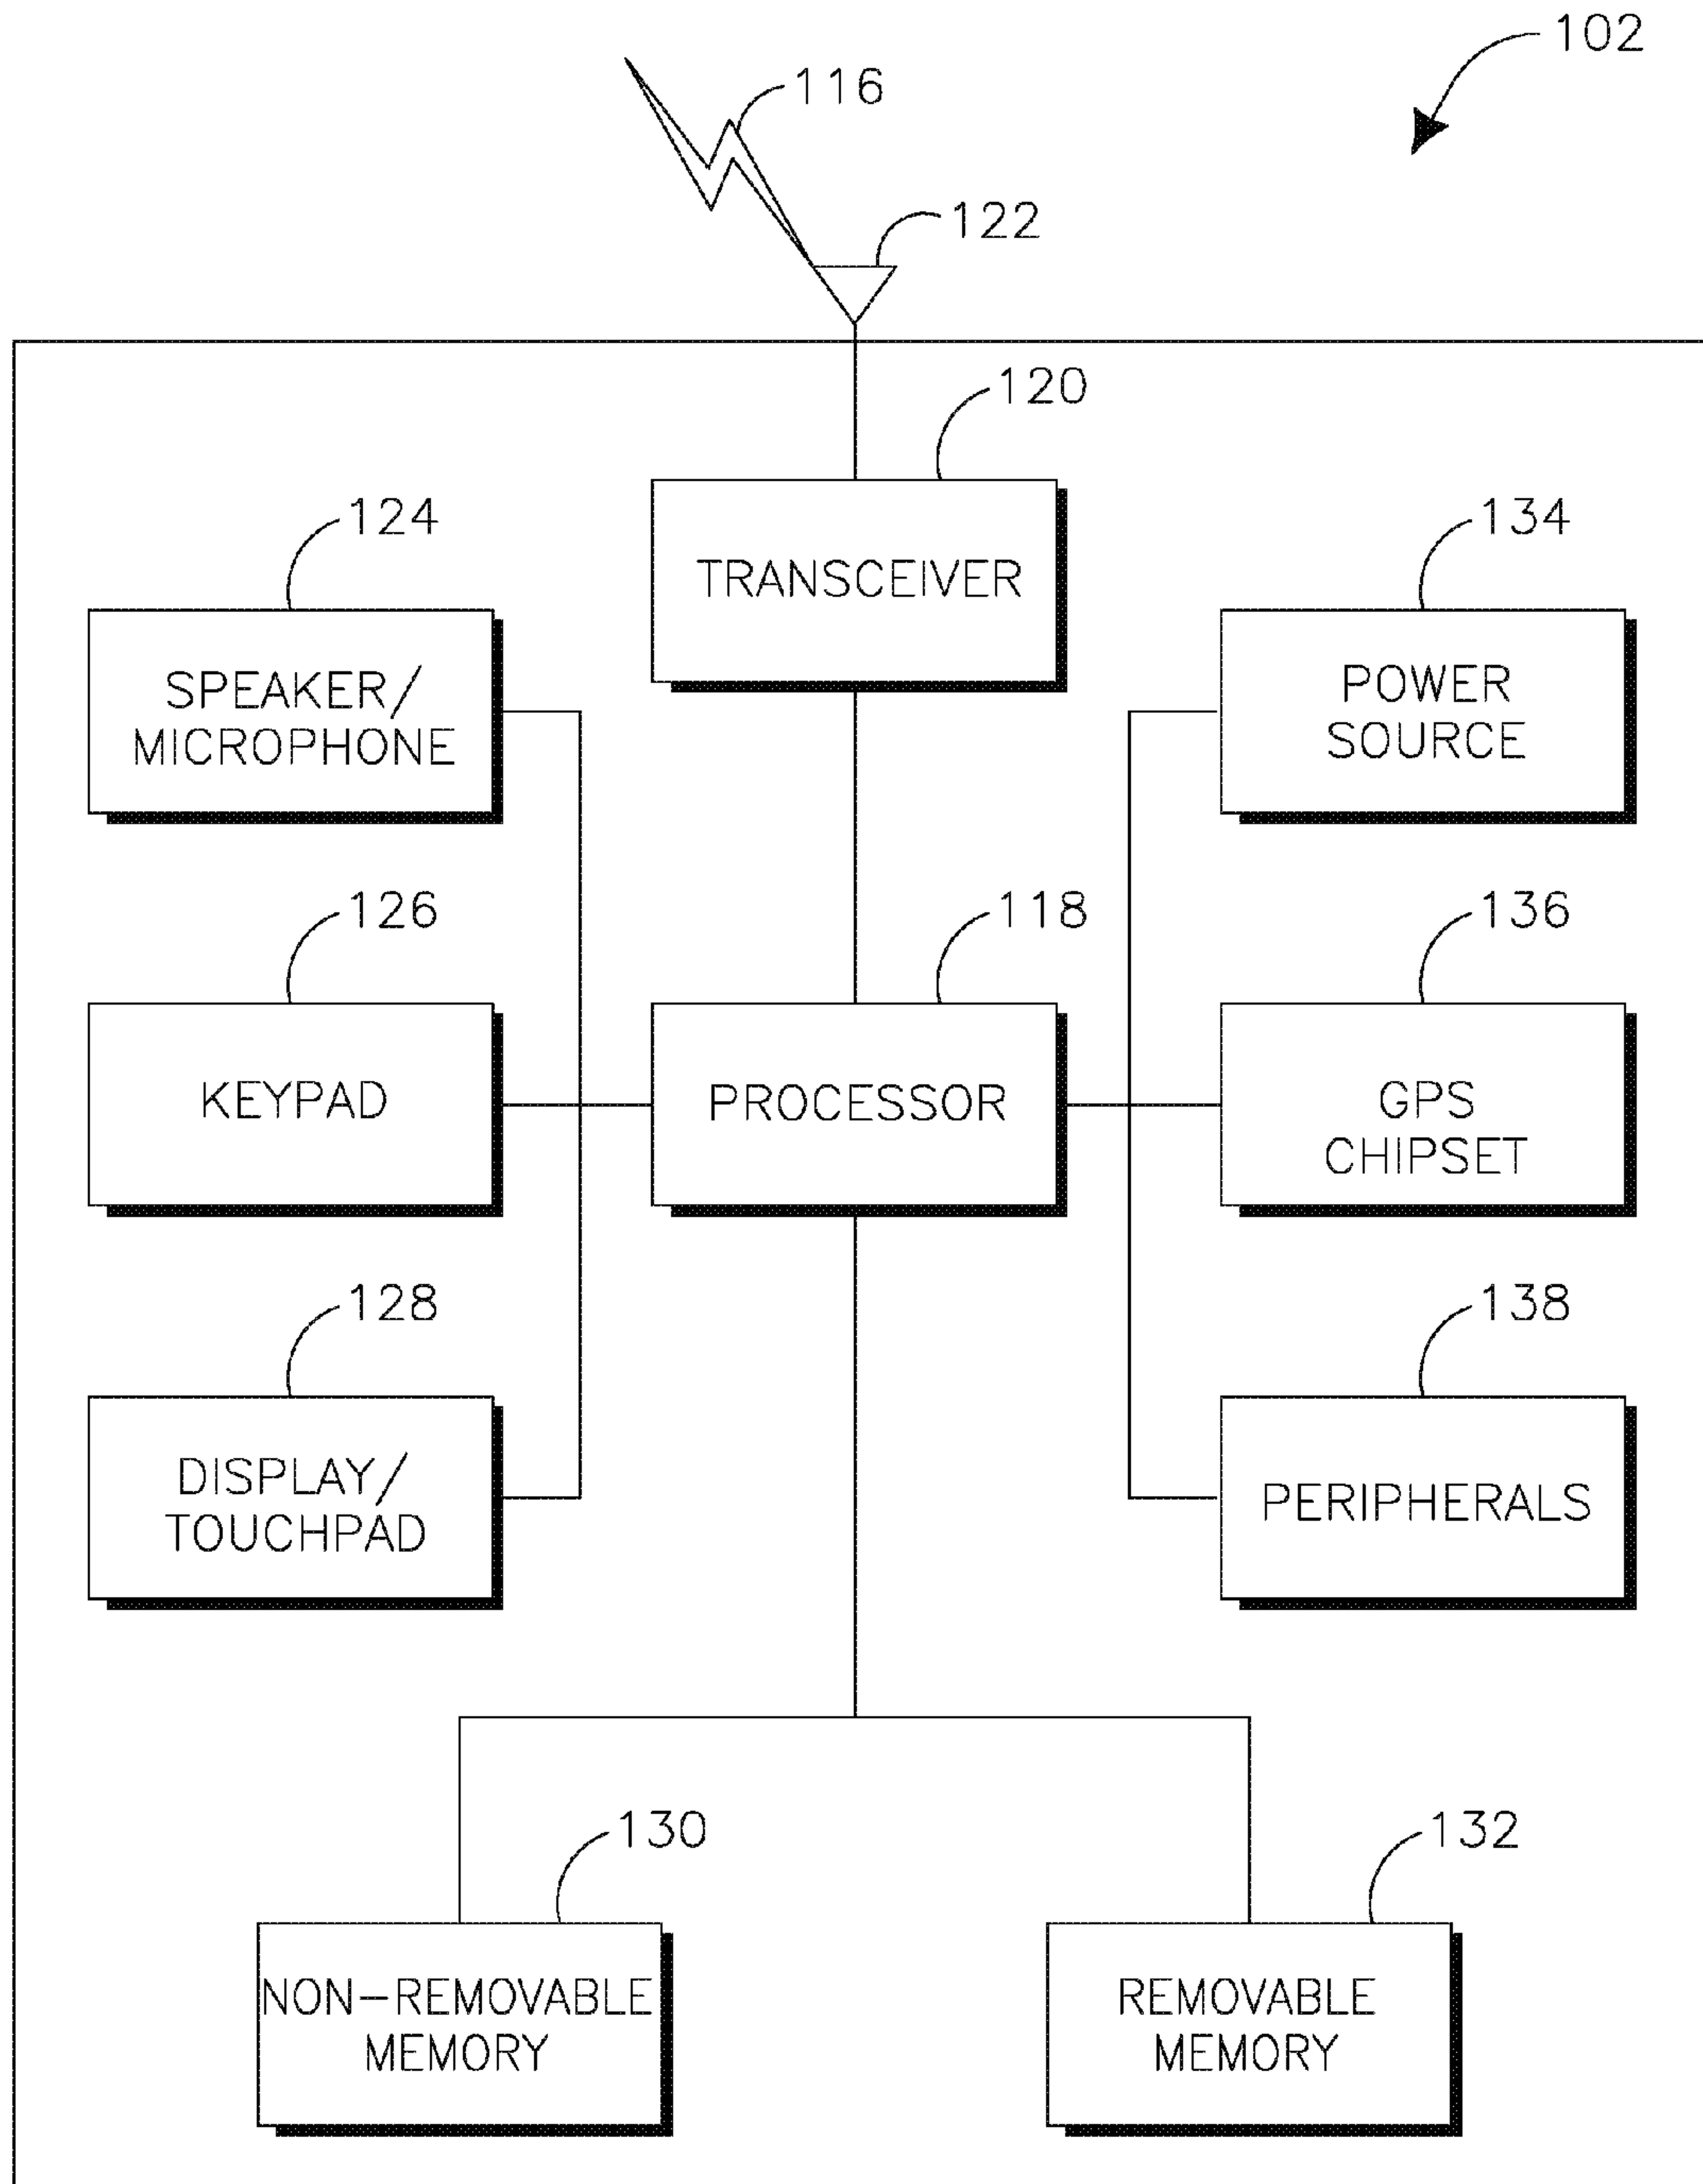 102
116
122
120
TRANSCEIVER
124
SPEAKER/
MICROPHONE
134
POWER
SOURCE
126
KEYPAD
118
PROCESSOR
136
GPS
CHIPSET
128
DISPLAY/
TOUCHPAD
138
PERIPHERALS
130
NON-REMOVABLE
MEMORY
132
REMOVABLE
MEMORY